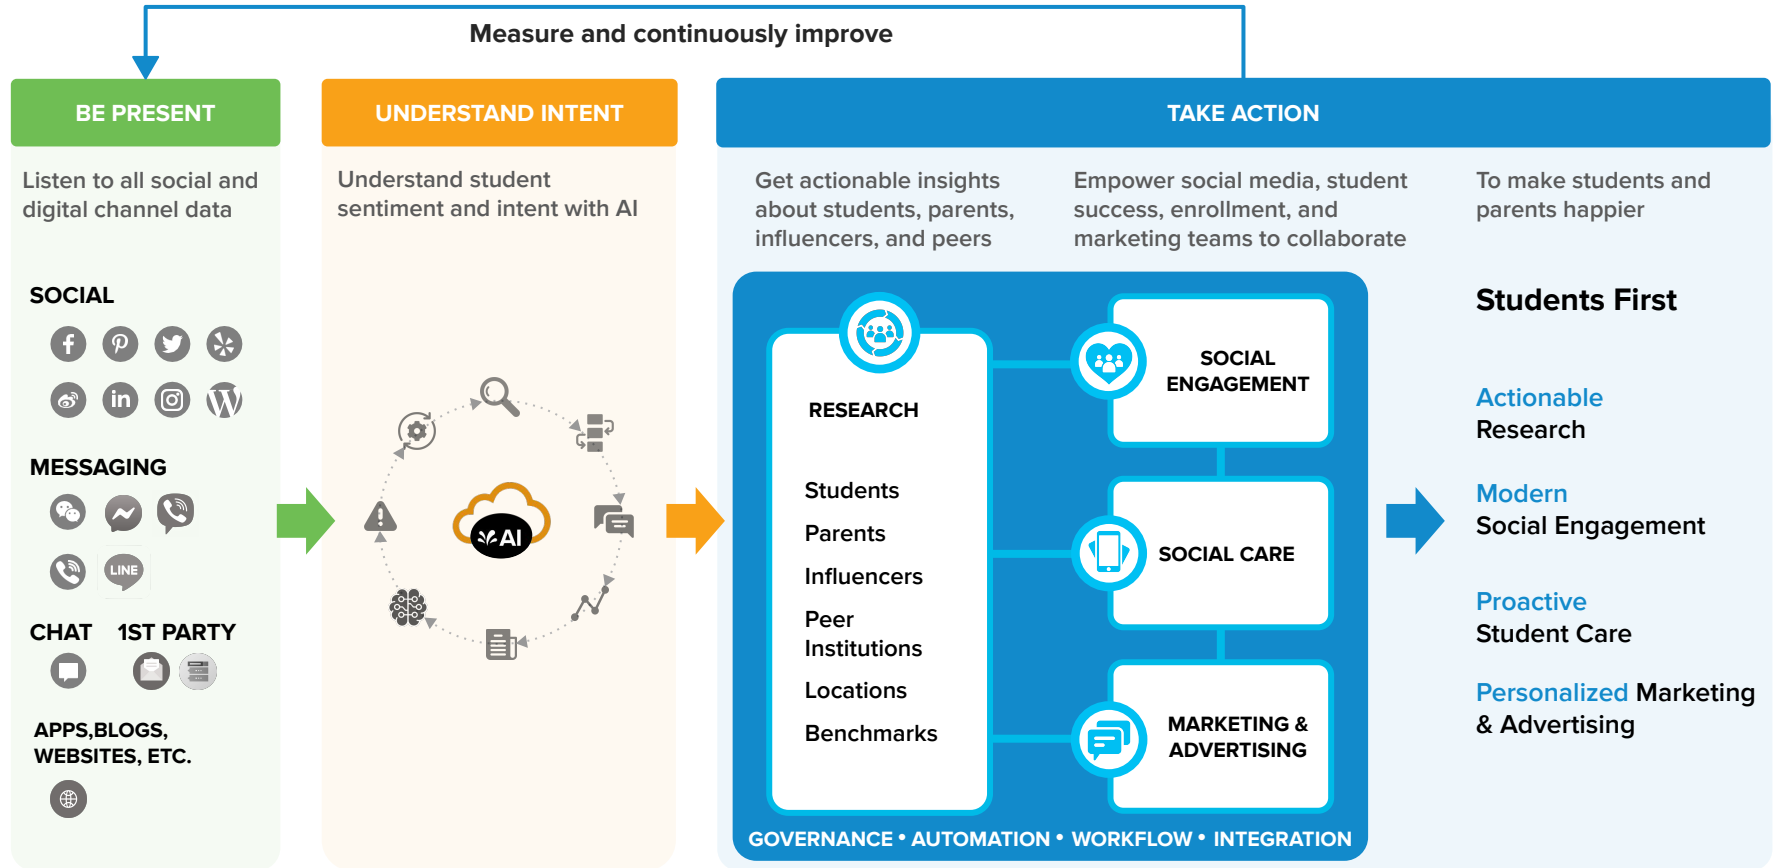 Measure and continuously improve
BE PRESENT
Listen to all social and
digital channel data
SOCIAL
in
MESSAGING
LINE
CHAT
1ST PARTY
APPS,BLOGS,
WEBSITES, ETC.
UNDERSTAND INTENT
Understand student
sentiment and intent with AI
AI
TAKE ACTION
Get actionable insights
about students, parents,
influencers, and peers
Empower social media, student
success, enrollment, and
marketing teams to collaborate
To make students and
parents happier
RESEARCH
Students
Parents
Influencers
Peer
Institutions
Locations
Benchmarks
SOCIAL
ENGAGEMENT
SOCIAL CARE
MARKETING &
ADVERTISING
GOVERNANCE • AUTOMATION • WORKFLOW • INTEGRATION
Students First
Actionable
Research
Modern
Social Engagement
Proactive
Student Care
Personalized Marketing
& Advertising